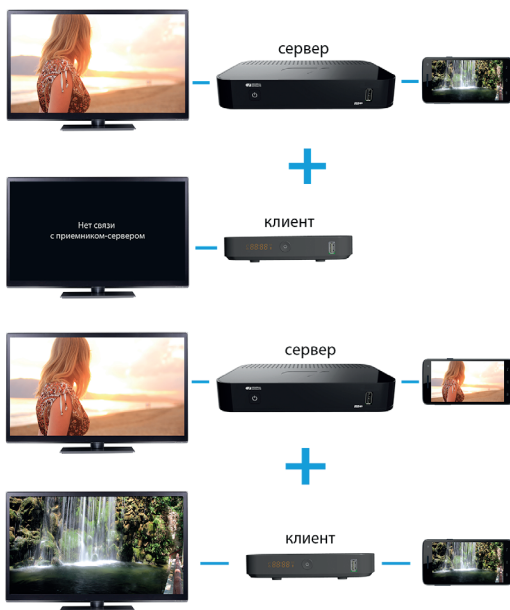 сервер
Нет связи
с приемником-сервером
клиент
сервер
клиент